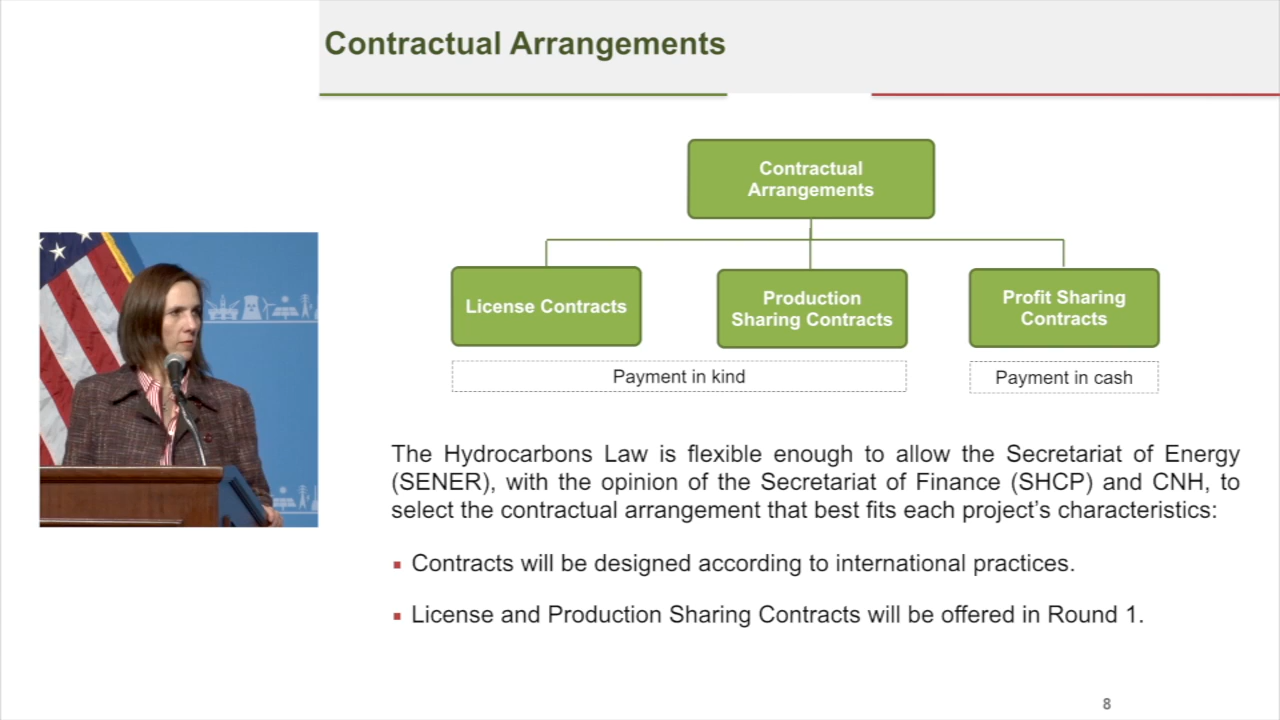 Contractual Arrangements
Contractual
Arrangements
License Contracts
Production
Sharing Contracts
Profit Sharing
Contracts
Payment in kind
Payment in cash
The Hydrocarbons Law is flexible enough to allow the Secretariat of Energy
(SENER), with the opinion of the Secretariat of Finance (SHCP) and CNH, to
select the contractual arrangement that best fits each project’s characteristics:
▪ Contracts will be designed according to international practices.
▪ License and Production Sharing Contracts will be offered in Round 1.
8